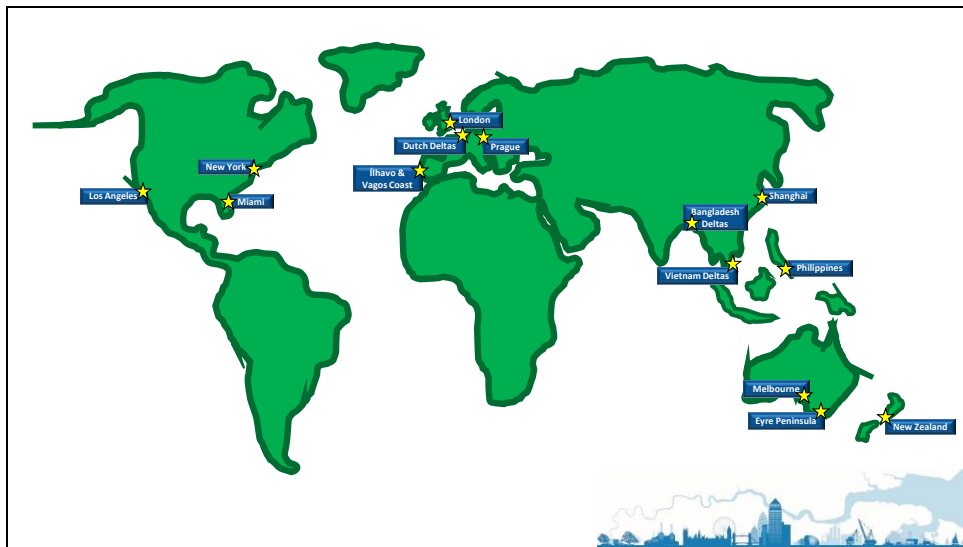 London
Dutch Deltas
Prague
New York
Ílhavo &
Vagos Coast
Los Angeles
Miami
Shanghai
Bangladesh
Deltas
Vietnam Deltas
Philippines
Melbourne
Eyre Peninsula
New Zealand